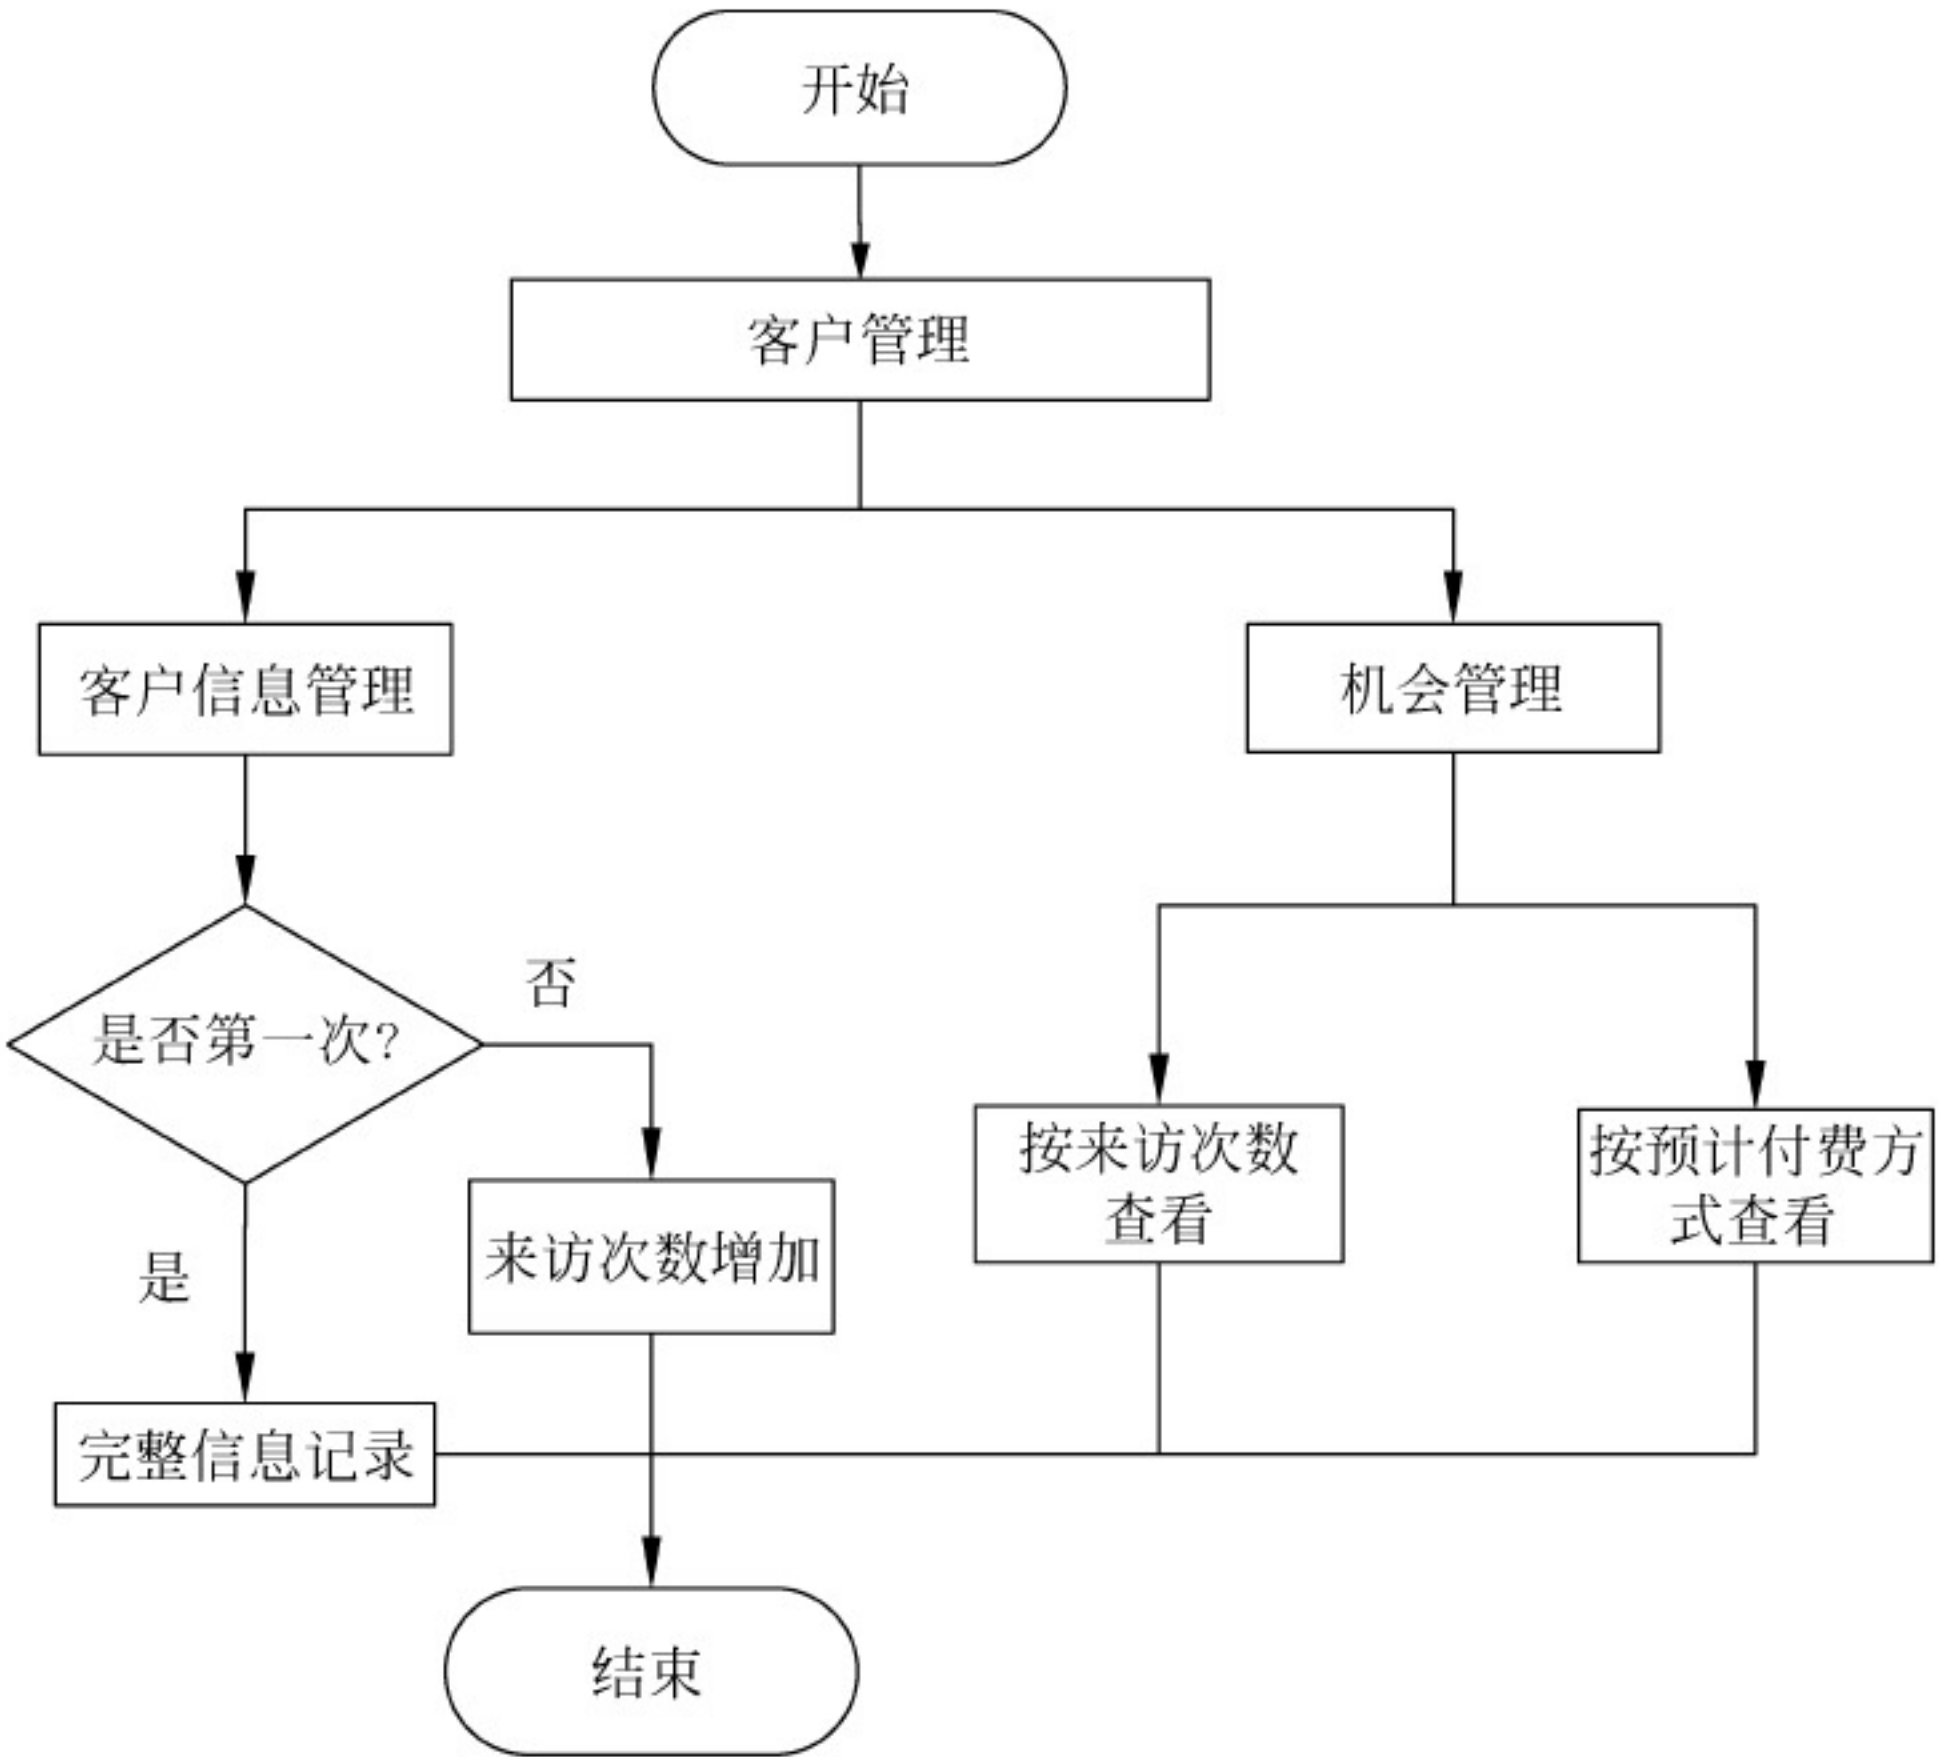 开始
客户管理
客户信息管理
机会管理
否
是否第一次?
按来访次数
查看
按预计付费方
式查看
来访次数增加
是
完整信息记录
结束